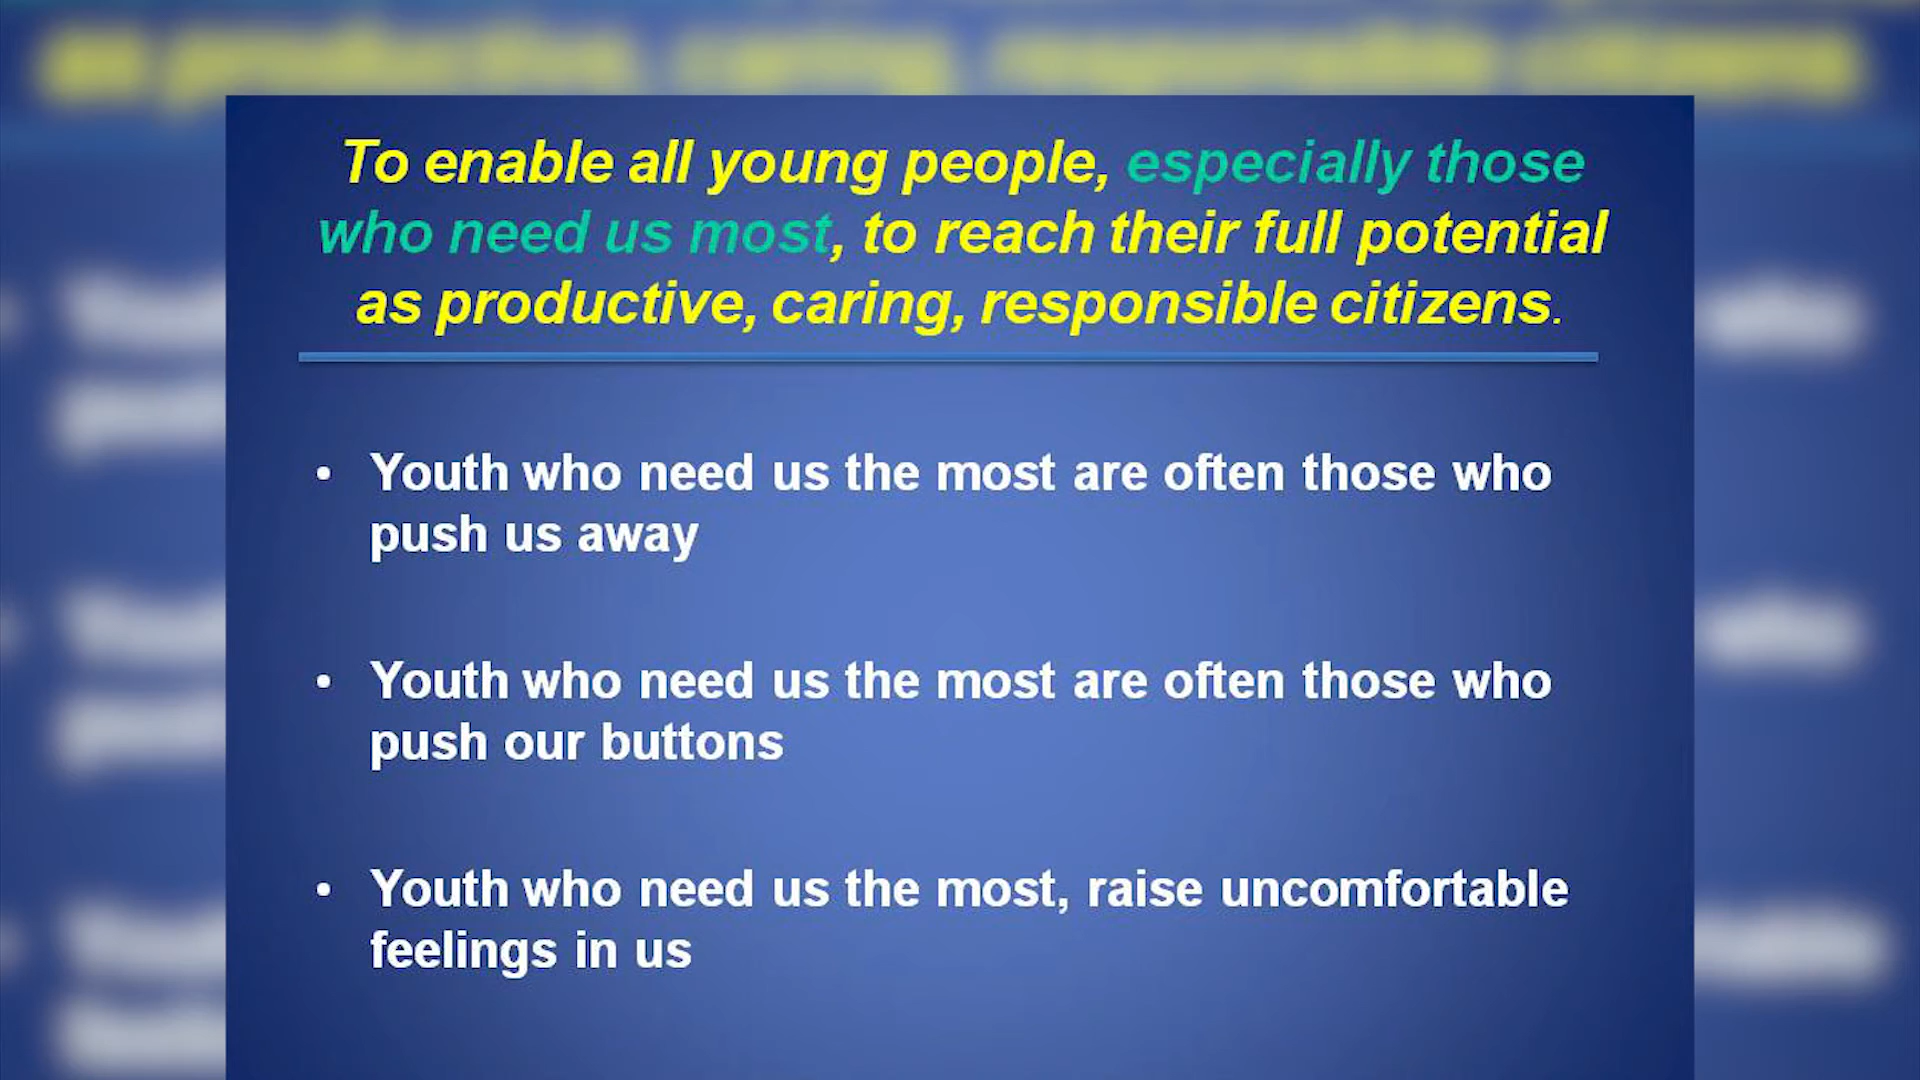 To enable all young people, especially those
who need us most, to reach their full potential
as productive, caring, responsible citizens.
• Youth who need us the most are often those who
push us away
• Youth who need us the most are often those who
push our buttons
• Youth who need us the most, raise uncomfortable
feelings in us